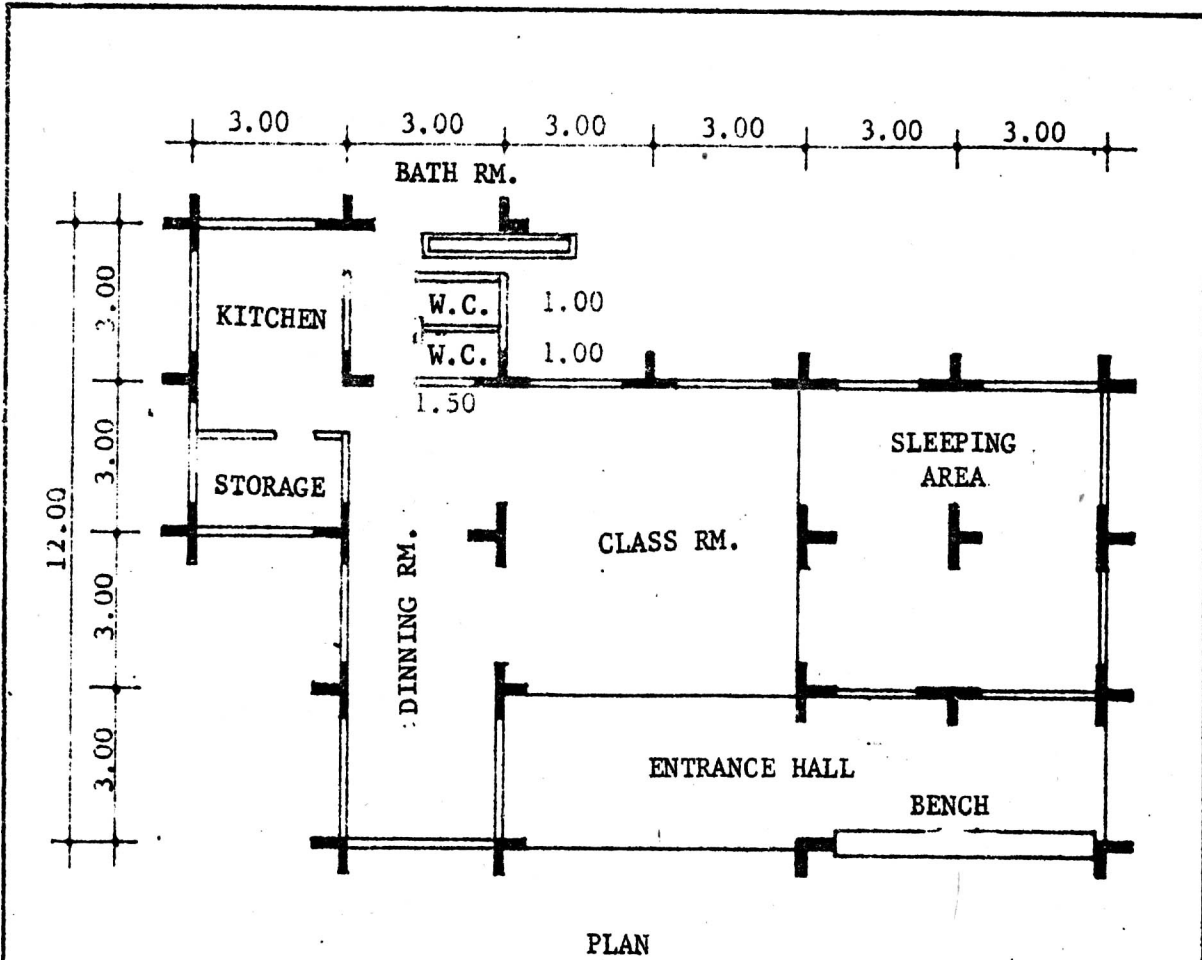 3.00 3.00 3.00 3.00 3.00 3.00
BATH RM.
3.00
KITCHEN
W.C. 1.00
W.C. 1.00
1.50
3.00
STORAGE
SLEEPING
AREA
12.00
CLASS RM.
DINNING RM.
3.00
3.00
ENTRANCE HALL
BENCH
PLAN